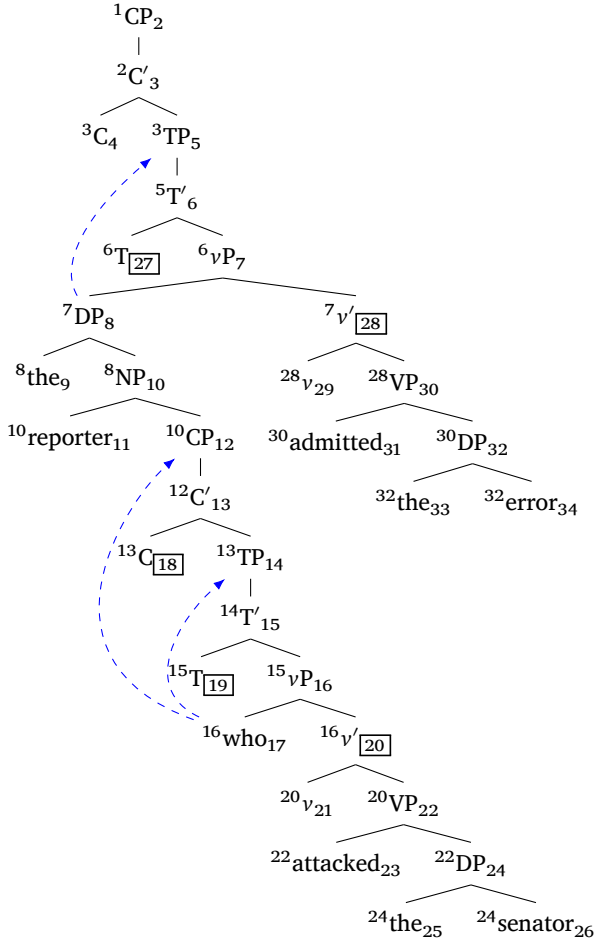 ¹CP₂
²C′₃
³C₄ ³TP₅
⁵T′₆
⁶T27 ⁶vP₇
⁷DP₈ ⁷v′28
⁸the₉ ⁸NP₁₀ ²⁸v₂₉ ²⁸VP₃₀
¹⁰reporter₁₁ ¹⁰CP₁₂ ³⁰admitted₃₁ ³⁰DP₃₂
¹²C′₁₃ ³²the₃₃ ³²error₃₄
¹³C18 ¹³TP₁₄
¹⁴T′₁₅
¹⁵T19 ¹⁵vP₁₆
¹⁶who₁₇ ¹⁶v′20
²⁰v₂₁ ²⁰VP₂₂
²²attacked₂₃ ²²DP₂₄
²⁴the₂₅ ²⁴senator₂₆